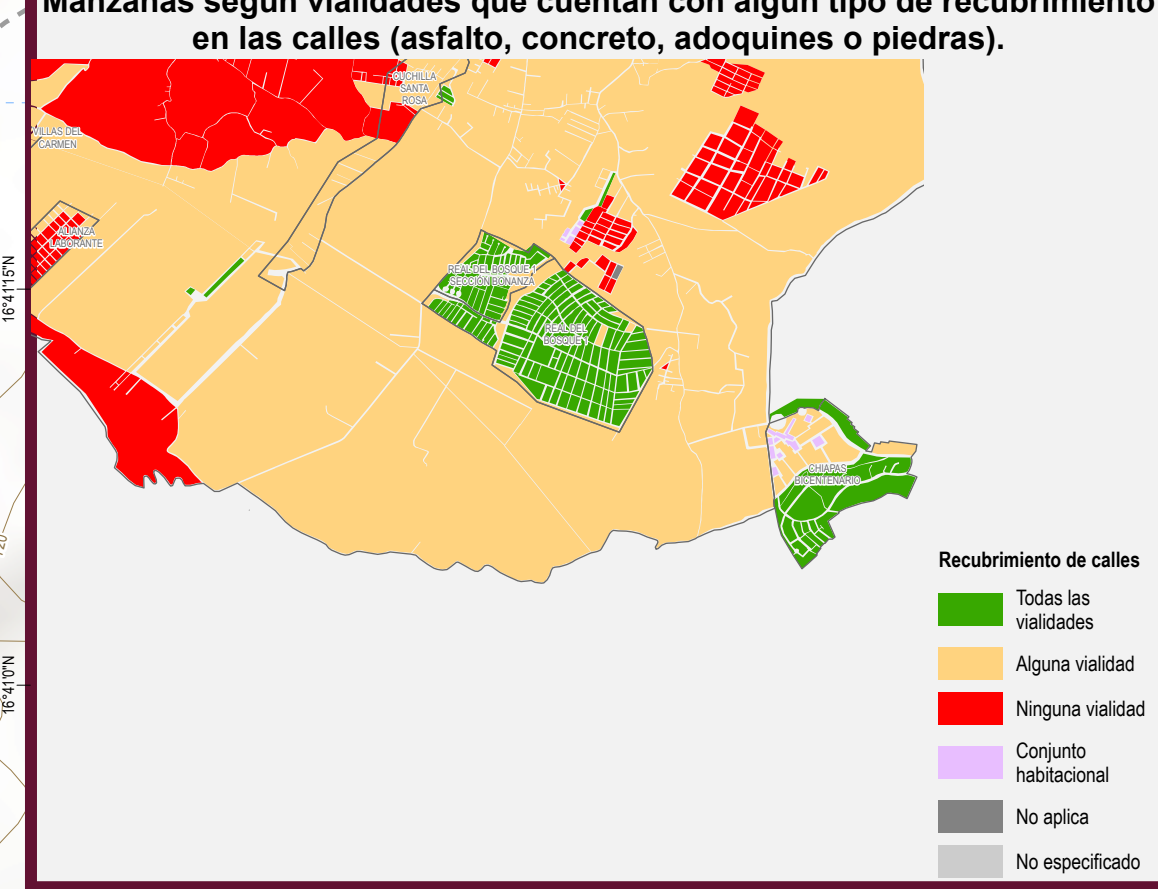 Manzanas según vialidades que cuentan con algún tipo de recubrimiento
en las calles (asfalto, concreto, adoquines o piedras).
CUCHILLA
SANTA
ROSA
VILLAS DEL
CARMEN
ALIANZA
LABORANTE
REAL DEL BOSQUE 1
SECCIÓN BONANZA
REAL DEL
BOSQUE 1
CHIAPAS
BICENTENARIO
16°41'15"N
16°41'0"N
Recubrimiento de calles
Todas las
vialidades
Alguna vialidad
Ninguna vialidad
Conjunto
habitacional
No aplica
No especificado